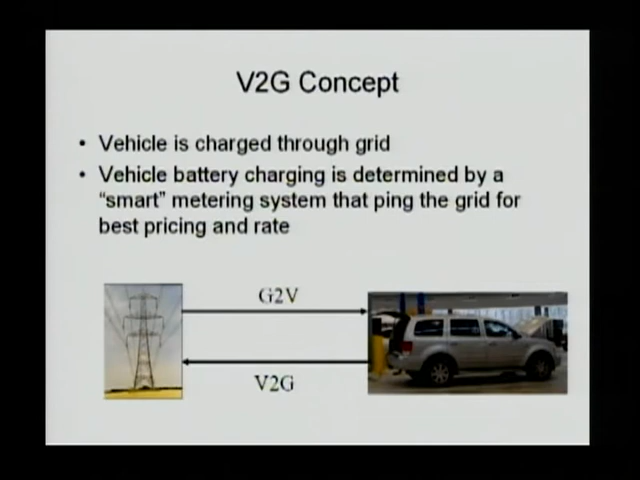 V2G Concept
• Vehicle is charged through grid
• Vehicle battery charging is determined by a
“smart” metering system that ping the grid for
best pricing and rate
G2V
V2G